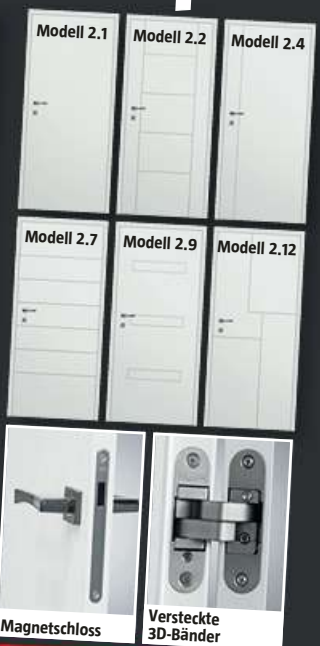 Modell 2.1
Modell 2.2
Modell 2.4
Modell 2.7
Modell 2.9
Modell 2.12
Magnetschloss
Versteckte
3D-Bänder